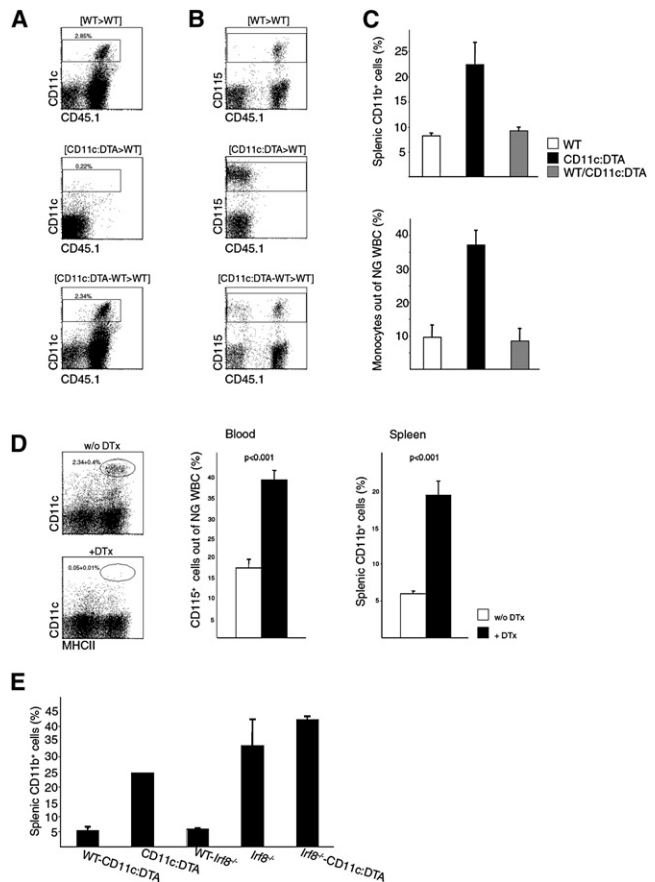 A
[WT>WT]
2.85%
CD11c
CD45.1
[CD11c:DTA>WT]
0.22%
CD11c
CD45.1
[CD11c:DTA-WT>WT]
2.34%
CD11c
CD45.1
B
[WT>WT]
CD115
CD45.1
[CD11c:DTA>WT]
CD115
CD45.1
[CD11c:DTA-WT>WT]
CD115
CD45.1
C
Splenic CD11b⁺ cells (%)
25
20
15
10
5
WT
CD11c:DTA
WT/CD11c:DTA
Monocytes out of NG WBC (%)
40
30
20
10
D
w/o DTx
2.34+0.4%
CD11c
+DTx
0.05+0.01%
CD11c
MHCII
Blood
p<0.001
CD115⁺ cells out of NG WBC (%)
40
35
30
25
20
15
10
5
Spleen
p<0.001
Splenic CD11b⁺ cells (%)
20
15
10
5
w/o DTx
+ DTx
E
Splenic CD11b⁺ cells (%)
45
40
35
30
25
20
15
10
5
WT-CD11c:DTA
CD11c:DTA
WT-Irf8⁻/⁻
Irf8⁻/⁻
Irf8⁻/⁻-CD11c:DTA